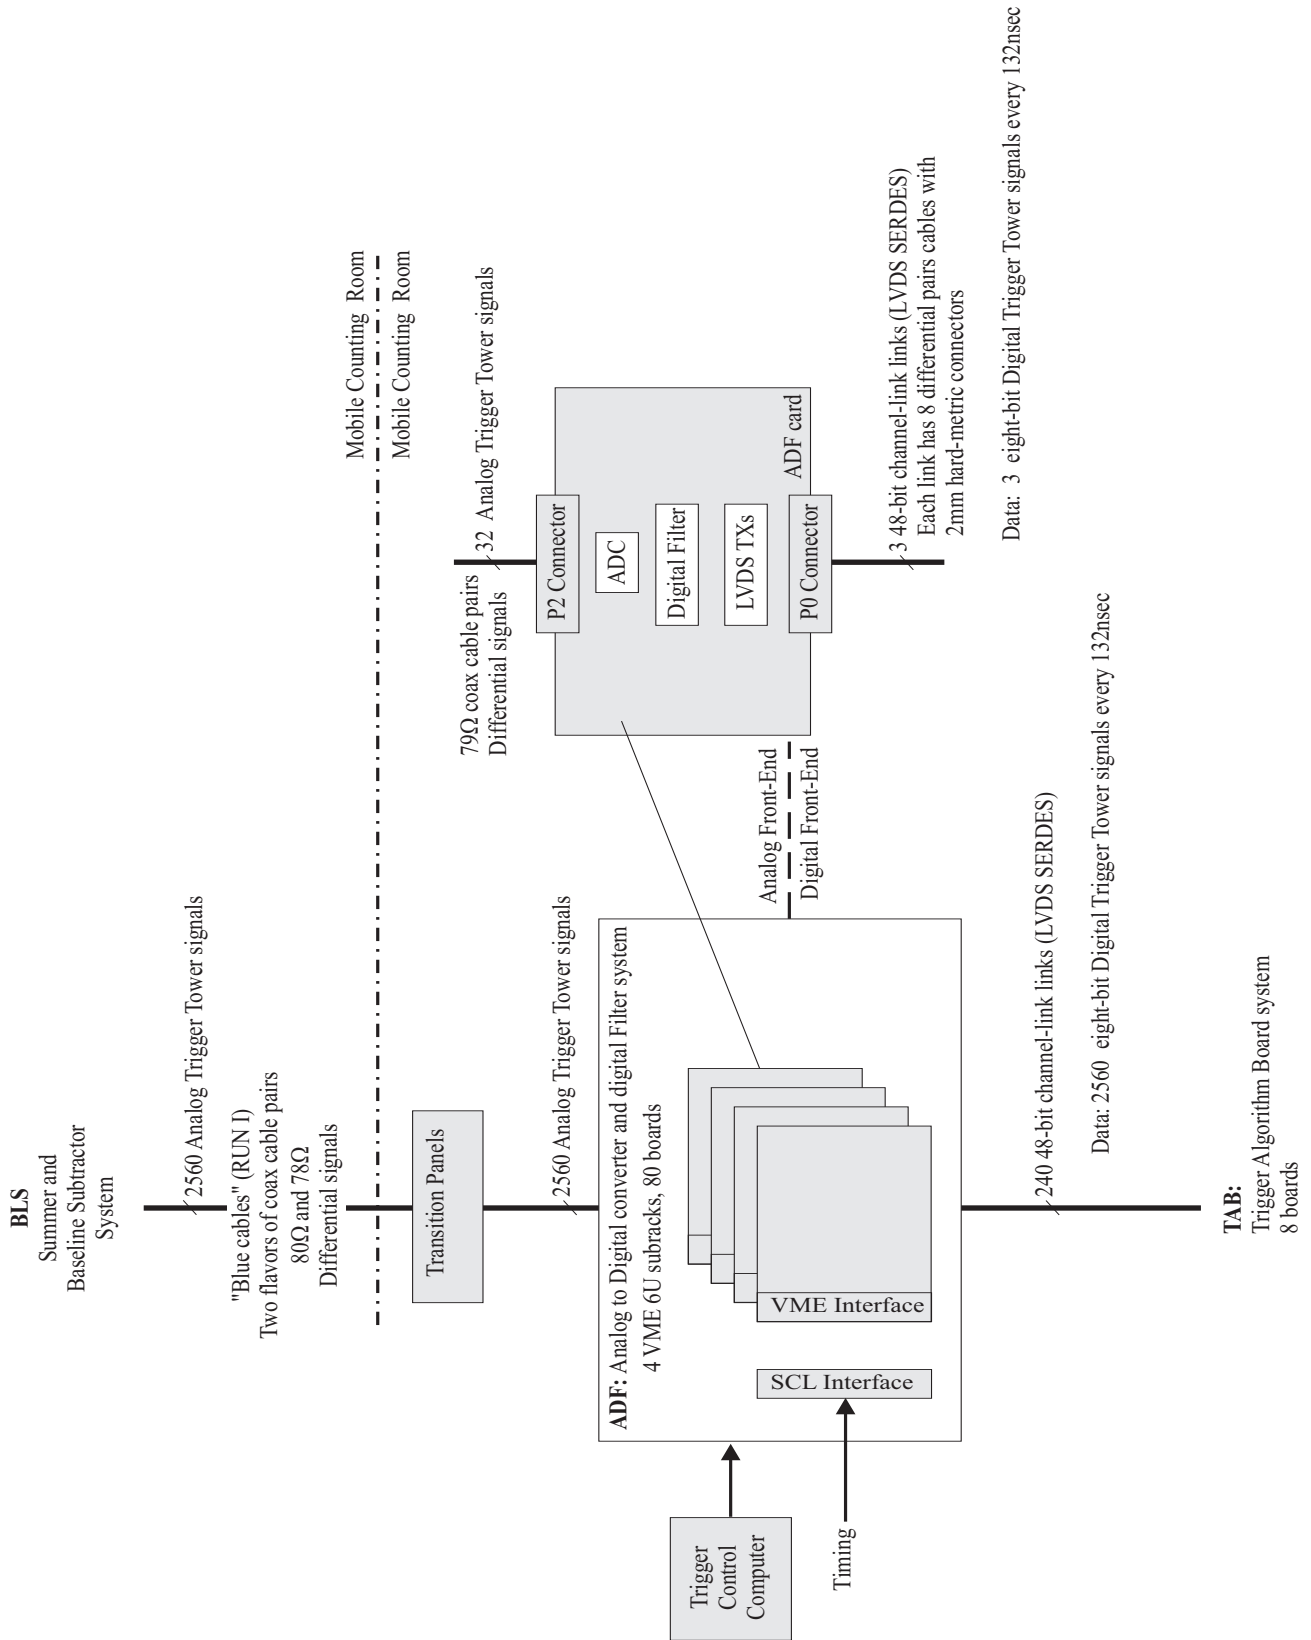 BLS
Summer and
Baseline Subtractor
System
2560 Analog Trigger Tower signals
"Blue cables" (RUN I)
Two flavors of coax cable pairs
80Ω and 78Ω
Differential signals
Mobile Counting Room
Mobile Counting Room
Transition Panels
2560 Analog Trigger Tower signals
79Ω coax cable pairs
Differential signals
32 Analog Trigger Tower signals
P2 Connector
ADC
Digital Filter
LVDS TXs
P0 Connector
ADF card
3 48-bit channel-link links (LVDS SERDES)
Each link has 8 differential pairs cables with
2mm hard-metric connectors
Data: 3 eight-bit Digital Trigger Tower signals every 132nsec
ADF: Analog to Digital converter and digital Filter system
4 VME 6U subracks, 80 boards
Analog Front-End
Digital Front-End
VME Interface
SCL Interface
Trigger
Control
Computer
Timing
240 48-bit channel-link links (LVDS SERDES)
Data: 2560 eight-bit Digital Trigger Tower signals every 132nsec
TAB:
Trigger Algorithm Board system
8 boards